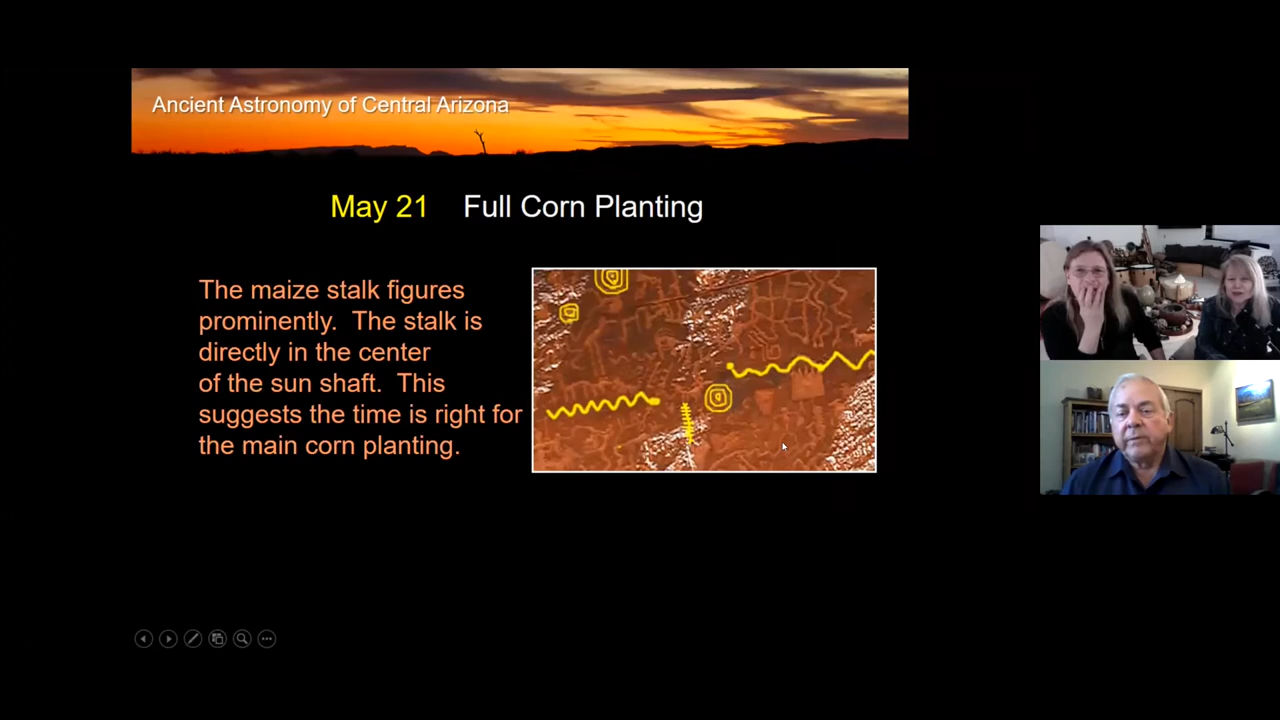 Ancient Astronomy of Central Arizona
May 21 Full Corn Planting
The maize stalk figures
prominently. The stalk is
directly in the center
of the sun shaft. This
suggests the time is right for
the main corn planting.